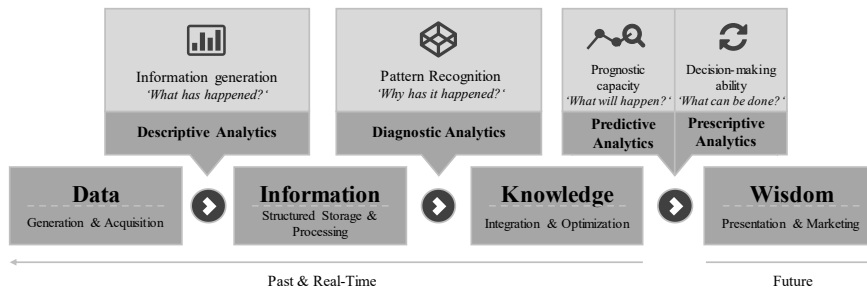 Information generation
‘What has happened?‘
Descriptive Analytics
Pattern Recognition
‘Why has it happened?‘
Diagnostic Analytics
Prognostic
capacity
‘What will happen?‘
Predictive
Analytics
Decision-making
ability
‘What can be done?‘
Prescriptive
Analytics
Data
Generation & Acquisition
Information
Structured Storage &
Processing
Knowledge
Integration & Optimization
Wisdom
Presentation & Marketing
Past & Real-Time
Future